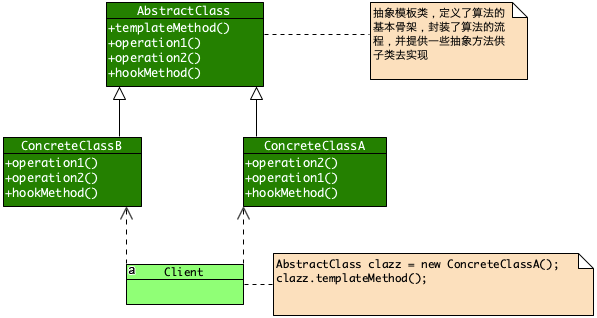 AbstractClass
+templateMethod()
+operation1()
+operation2()
+hookMethod()
抽象模板类，定义了算法的
基本骨架，封装了算法的流
程，并提供一些抽象方法供
子类去实现
ConcreteClassB
+operation1()
+operation2()
+hookMethod()
ConcreteClassA
+operation2()
+operation1()
+hookMethod()
a
Client
AbstractClass clazz = new ConcreteClassA();
clazz.templateMethod();